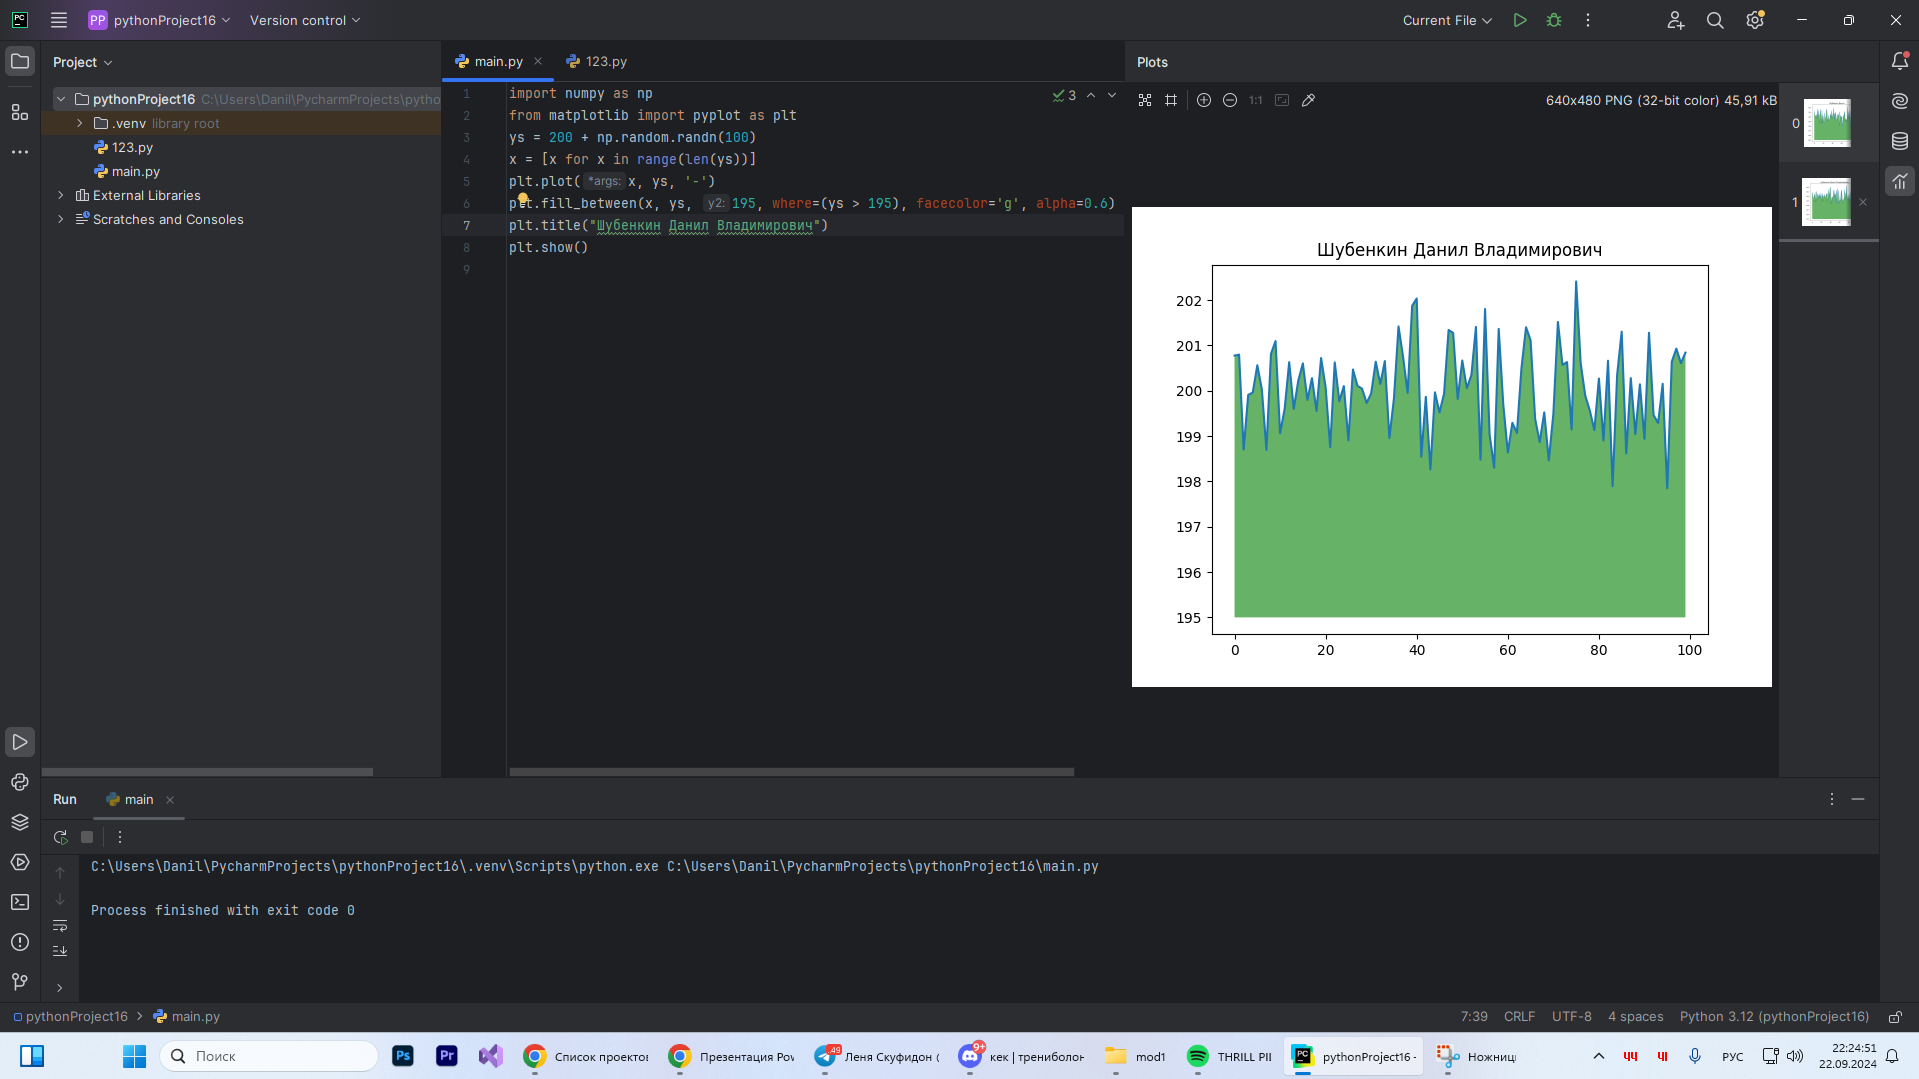 PP pythonProject16 Version control Current File
Project
main.py 123.py
Plots
pythonProject16 C:\Users\Danil\PycharmProjects\pytho
.venv library root
123.py
main.py
External Libraries
Scratches and Consoles
1 import numpy as np
2 from matplotlib import pyplot as plt
3 ys = 200 + np.random.randn(100)
4 x = [x for x in range(len(ys))]
5 plt.plot( *args: x, ys, '-')
6 plt.fill_between(x, ys, y2: 195, where=(ys > 195), facecolor='g', alpha=0.6)
7 plt.title("Шубенкин Данил Владимирович")
8 plt.show()
9
3
1:1 640x480 PNG (32-bit color) 45,91 kB
0
1
Шубенкин Данил Владимирович
202
201
200
199
198
197
196
195
0 20 40 60 80 100
Run main
C:\Users\Danil\PycharmProjects\pythonProject16\.venv\Scripts\python.exe C:\Users\Danil\PycharmProjects\pythonProject16\main.py
Process finished with exit code 0
pythonProject16 main.py 7:39 CRLF UTF-8 4 spaces Python 3.12 (pythonProject16)
Поиск Ps Pr Список проектов Презентация Pow 49 Леня Скуфидон ( 9+ кек | трениболон mod1 THRILL PIL PC pythonProject16 - Ножницы РУС 22:24:51
22.09.2024